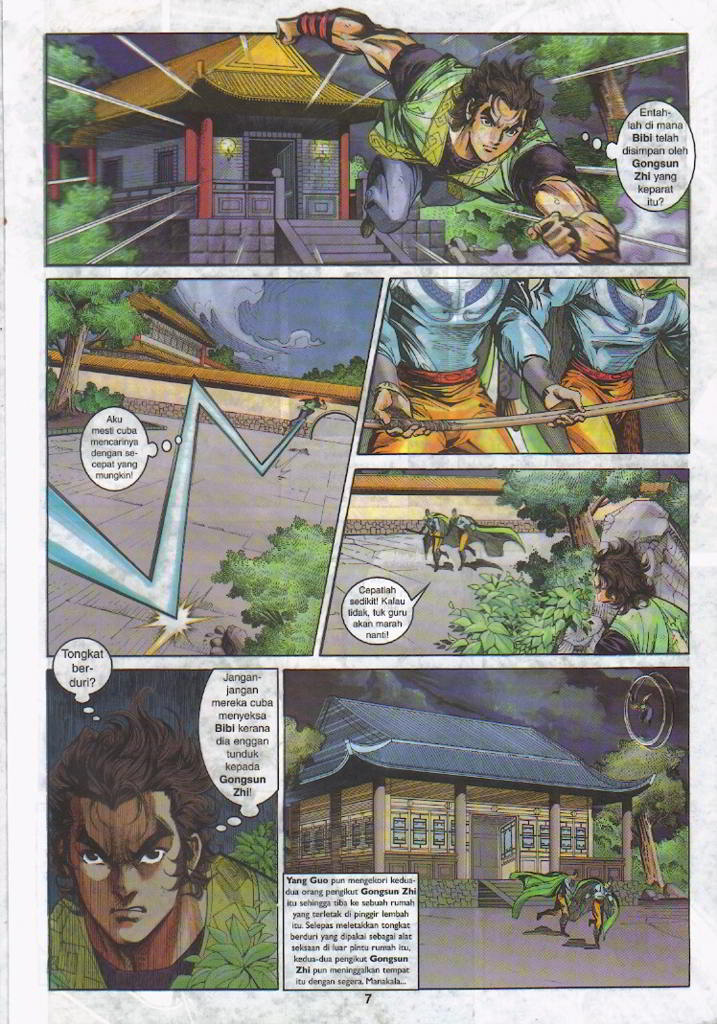 Entah-
lah di mana
Bibi telah
disimpan oleh
Gongsun
Zhi yang
keparat
itu?
Aku
mesti cuba
mencarinya
dengan se-
cepat yang
mungkin!
Cepatlah
sedikit! Kalau
tidak, tuk guru
akan marah
nanti!
Tongkat
ber-
duri?
Jangan-
jangan
mereka cuba
menyeksa
Bibi kerana
dia enggan
tunduk
kepada
Gongsun
Zhi!
Yang Guo pun mengekori kedua-
dua orang pengikut Gongsun Zhi
itu sehingga tiba ke sebuah rumah
yang terletak di pinggir lembah
itu. Selepas meletakkan tongkat
berduri yang dipakai sebagai alat
seksaan di luar pintu rumah itu,
kedua-dua pengikut Gongsun
Zhi pun meninggalkan tempat
itu dengan segera. Manakala...
7